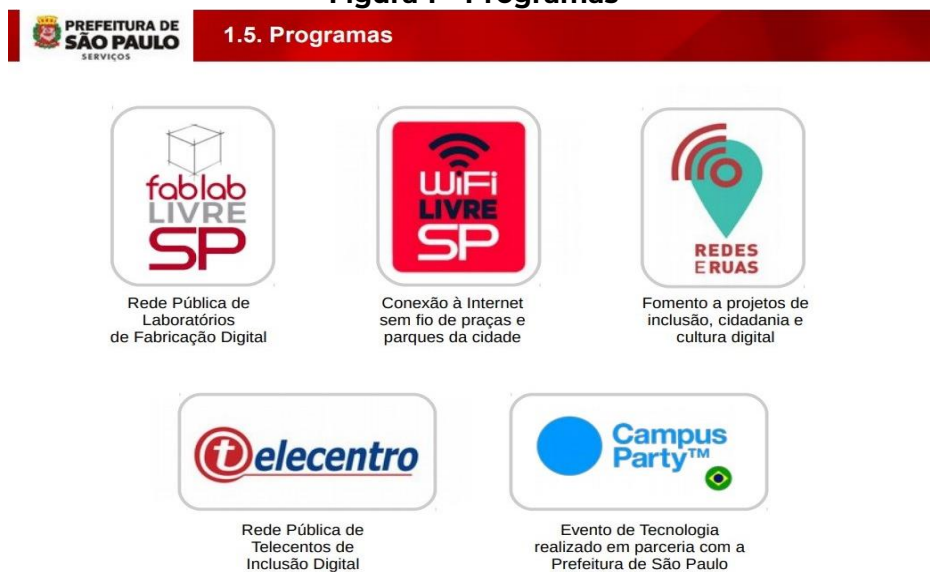 PREFEITURA DE
SÃO PAULO
SERVIÇOS
1.5. Programas
fablab
LIVRE
SP
Rede Pública de
Laboratórios
de Fabricação Digital
WiFi
LIVRE
SP
Conexão à Internet
sem fio de praças e
parques da cidade
REDES
E RUAS
Fomento a projetos de
inclusão, cidadania e
cultura digital
telecentro
Rede Pública de
Telecentos de
Inclusão Digital
Campus
Party™
Evento de Tecnologia
realizado em parceria com a
Prefeitura de São Paulo